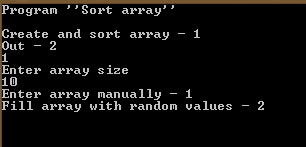 Program ''Sort array''
Create and sort array - 1
Out - 2
1
Enter array size
10
Enter array manually - 1
Fill array with random values - 2